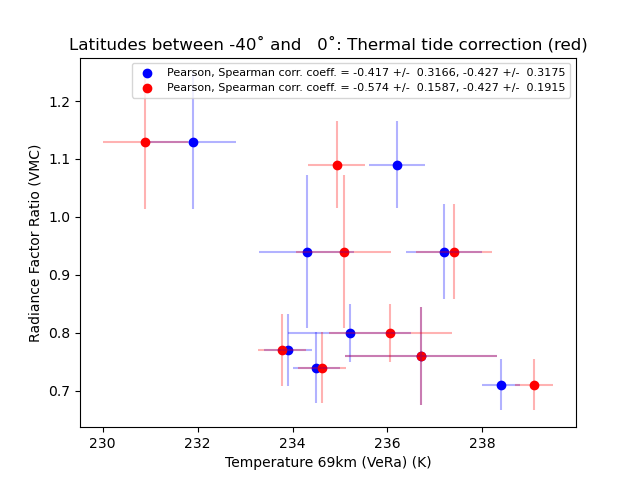 Latitudes between -40˚ and   0˚: Thermal tide correction (red)
Pearson, Spearman corr. coeff. = -0.417 +/-  0.3166, -0.427 +/-  0.3175
Pearson, Spearman corr. coeff. = -0.574 +/-  0.1587, -0.427 +/-  0.1915
Radiance Factor Ratio (VMC)
1.2
1.1
1.0
0.9
0.8
0.7
230 232 234 236 238
Temperature 69km (VeRa) (K)